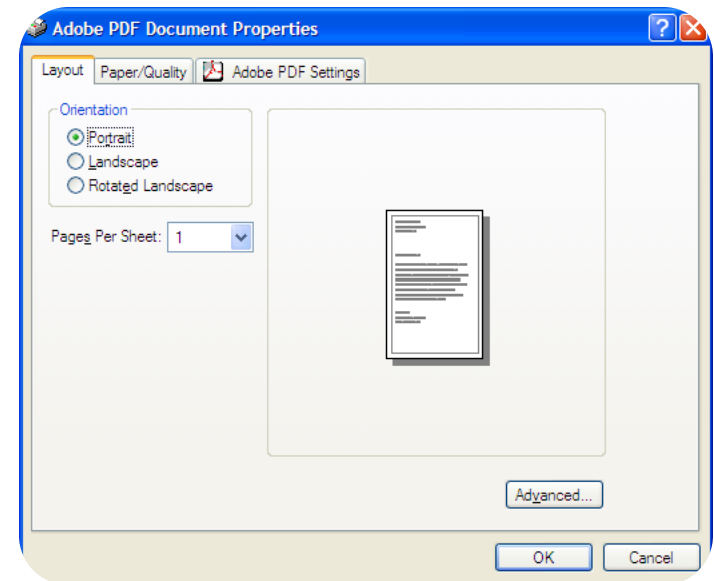 Adobe PDF Document Properties
Layout
Paper/Quality
Adobe PDF Settings
Orientation
Portrait
Landscape
Rotated Landscape
Pages Per Sheet: 1
Advanced...
OK
Cancel